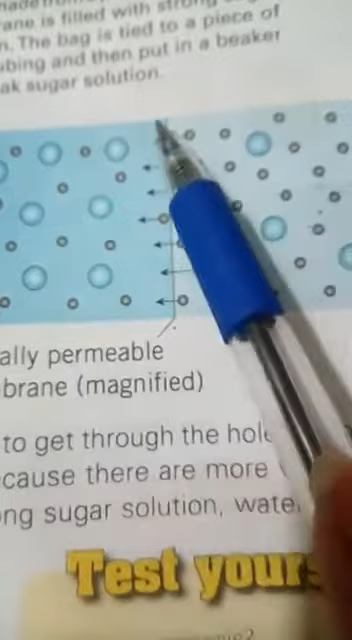 ane is filled with strong
n. The bag is tied to a piece of
bing and then put in a beaker
ak sugar solution.
ally permeable
brane (magnified)
to get through the hol
cause there are more
ng sugar solution, wate
Test your